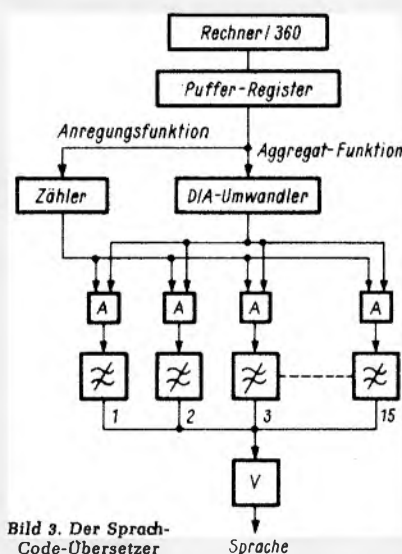 Rechner/360
Puffer-Register
Anregungsfunktion
Aggregat-Funktion
Zähler
D/A-Umwandler
A A A A
1 2 3 15
V
Bild 3. Der Sprach-
Code-Übersetzer
Sprache